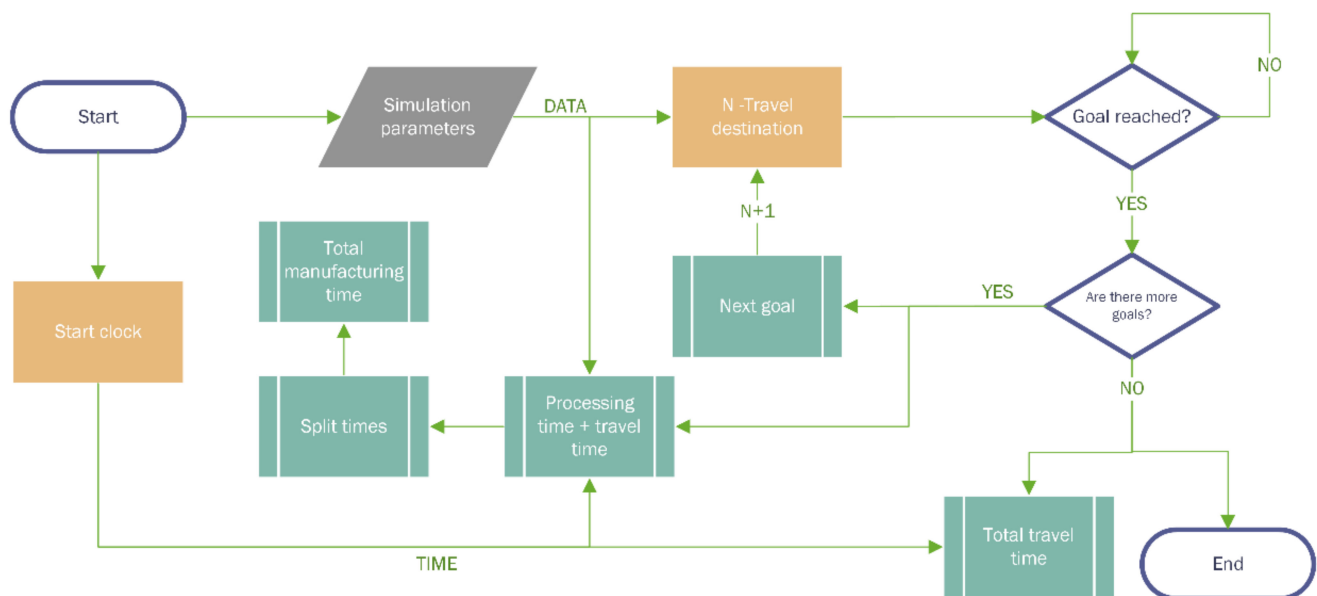 Start
Simulation
parameters
DATA
N -Travel
destination
Goal reached?
NO
YES
N+1
Total
manufacturing
time
Start clock
Next goal
YES
Are there more
goals?
NO
Split times
Processing
time + travel
time
TIME
Total travel
time
End